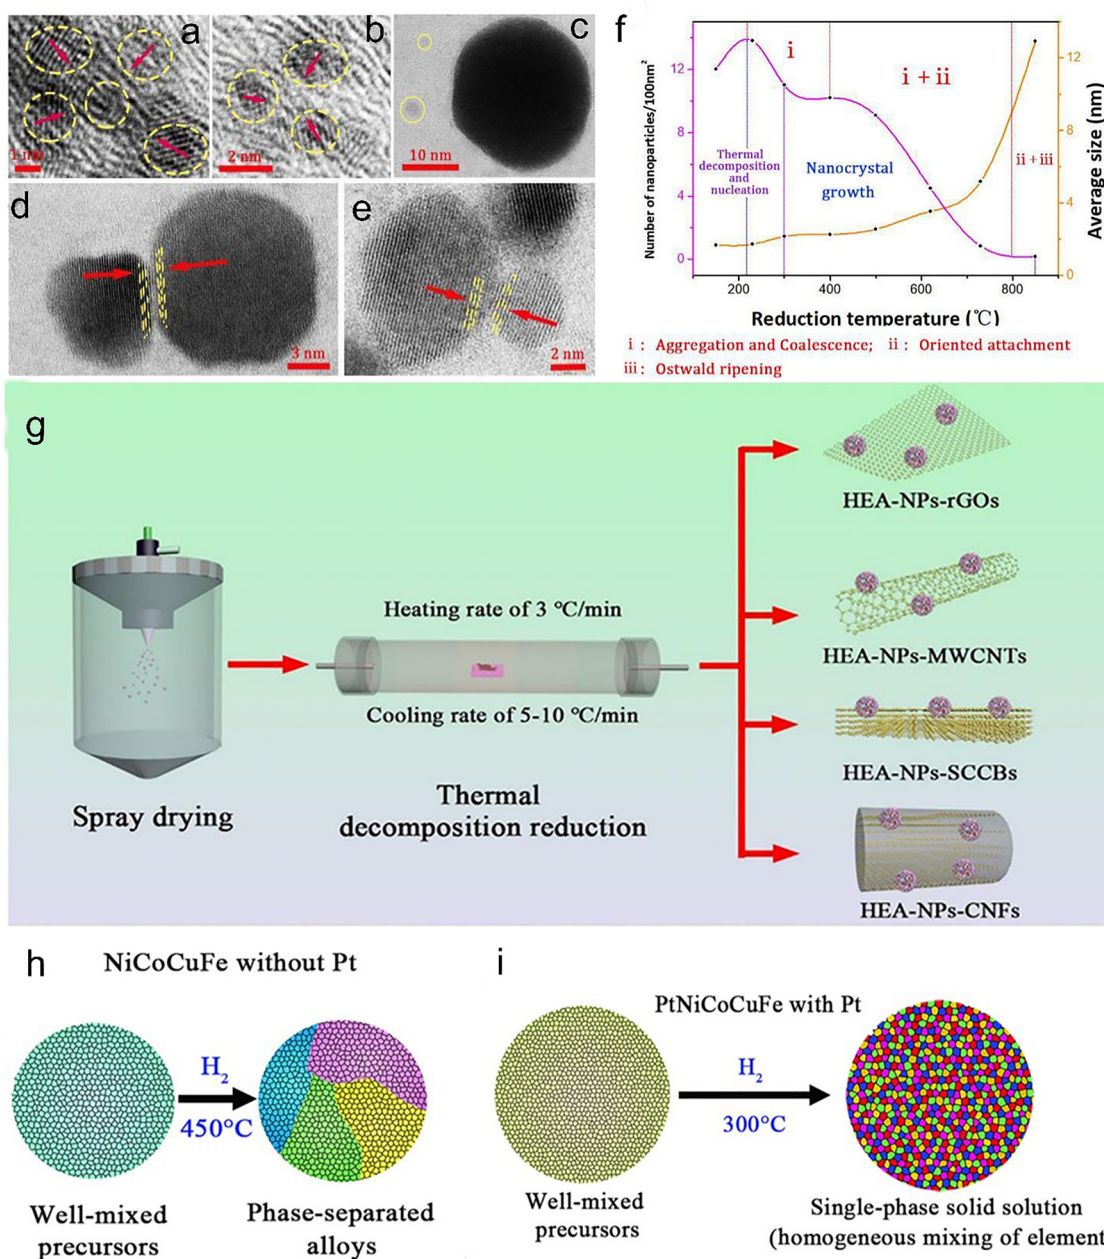 a
1 nm
b
2 nm
c
10 nm
d
3 nm
e
2 nm
f
Number of nanoparticles/100nm²
12
8
4
0
i
i + ii
ii + iii
Thermal
decomposition
and
nucleation
Nanocrystal
growth
12
8
4
0
Average size (nm)
200
400
600
800
Reduction temperature (℃)
i : Aggregation and Coalescence; ii : Oriented attachment
iii : Ostwald ripening
g
Spray drying
Heating rate of 3 °C/min
Cooling rate of 5-10 °C/min
Thermal
decomposition reduction
HEA-NPs-rGOs
HEA-NPs-MWCNTs
HEA-NPs-SCCBs
HEA-NPs-CNFs
h
NiCoCuFe without Pt
H₂
450°C
Well-mixed
precursors
Phase-separated
alloys
i
PtNiCoCuFe with Pt
H₂
300°C
Well-mixed
precursors
Single-phase solid solution
(homogeneous mixing of element